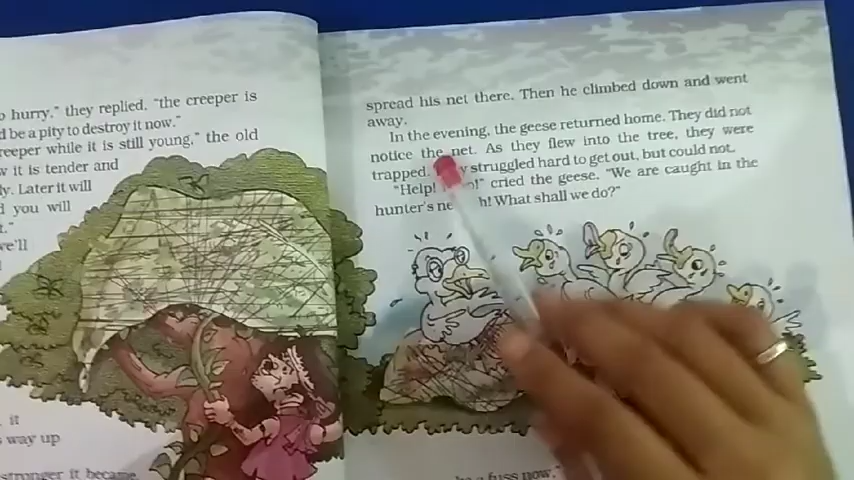 hurry," they replied. "the creeper is
be a pity to destroy it now."
creeper while it is still young," the old
it is tender and
Later it will
you will
we'll
it
way up
stronger it became
spread his net there. Then he climbed down and went
away.
In the evening, the geese returned home. They did not
notice the net. As they flew into the tree, they were
trapped. struggled hard to get out, but could not.
"Help! cried the geese. "We are caught in the
hunter's What shall we do?"
a fuss now,"